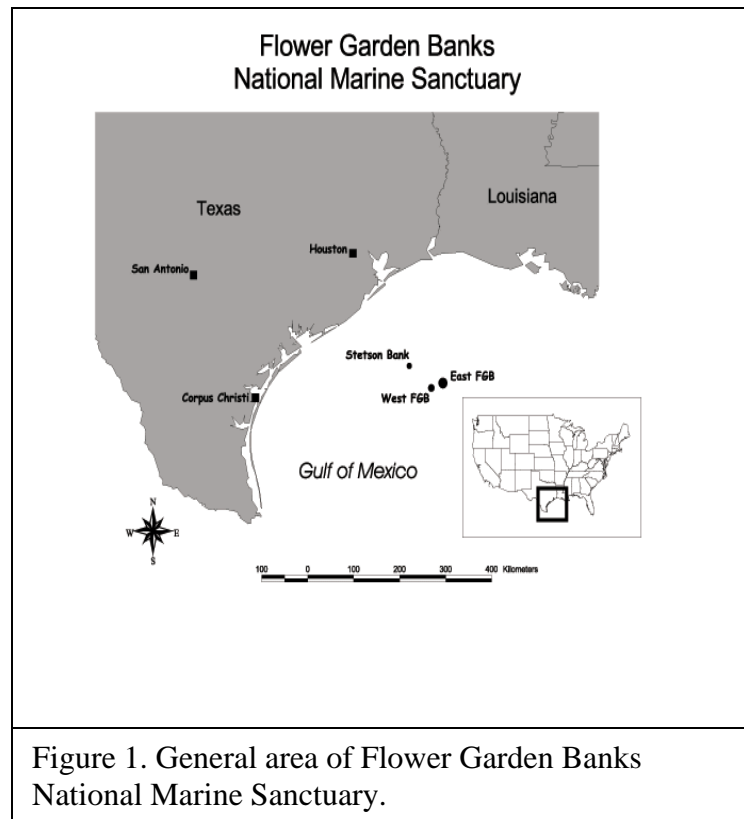 Flower Garden Banks
National Marine Sanctuary
Texas
Louisiana
Houston
San Antonio
Stetson Bank
East FGB
West FGB
Corpus Christi
Gulf of Mexico
N
W E
S
100 0 100 200 300 400 Kilometers
Figure 1. General area of Flower Garden Banks
National Marine Sanctuary.